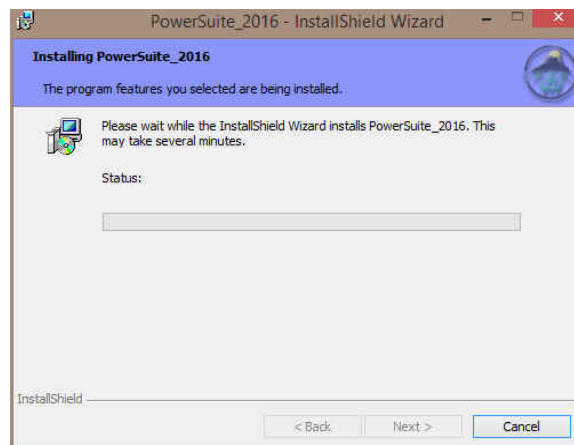 PowerSuite_2016 - InstallShield Wizard
Installing PowerSuite_2016
The program features you selected are being installed.
Please wait while the InstallShield Wizard installs PowerSuite_2016. This
may take several minutes.
Status:
InstallShield
< Back Next > Cancel